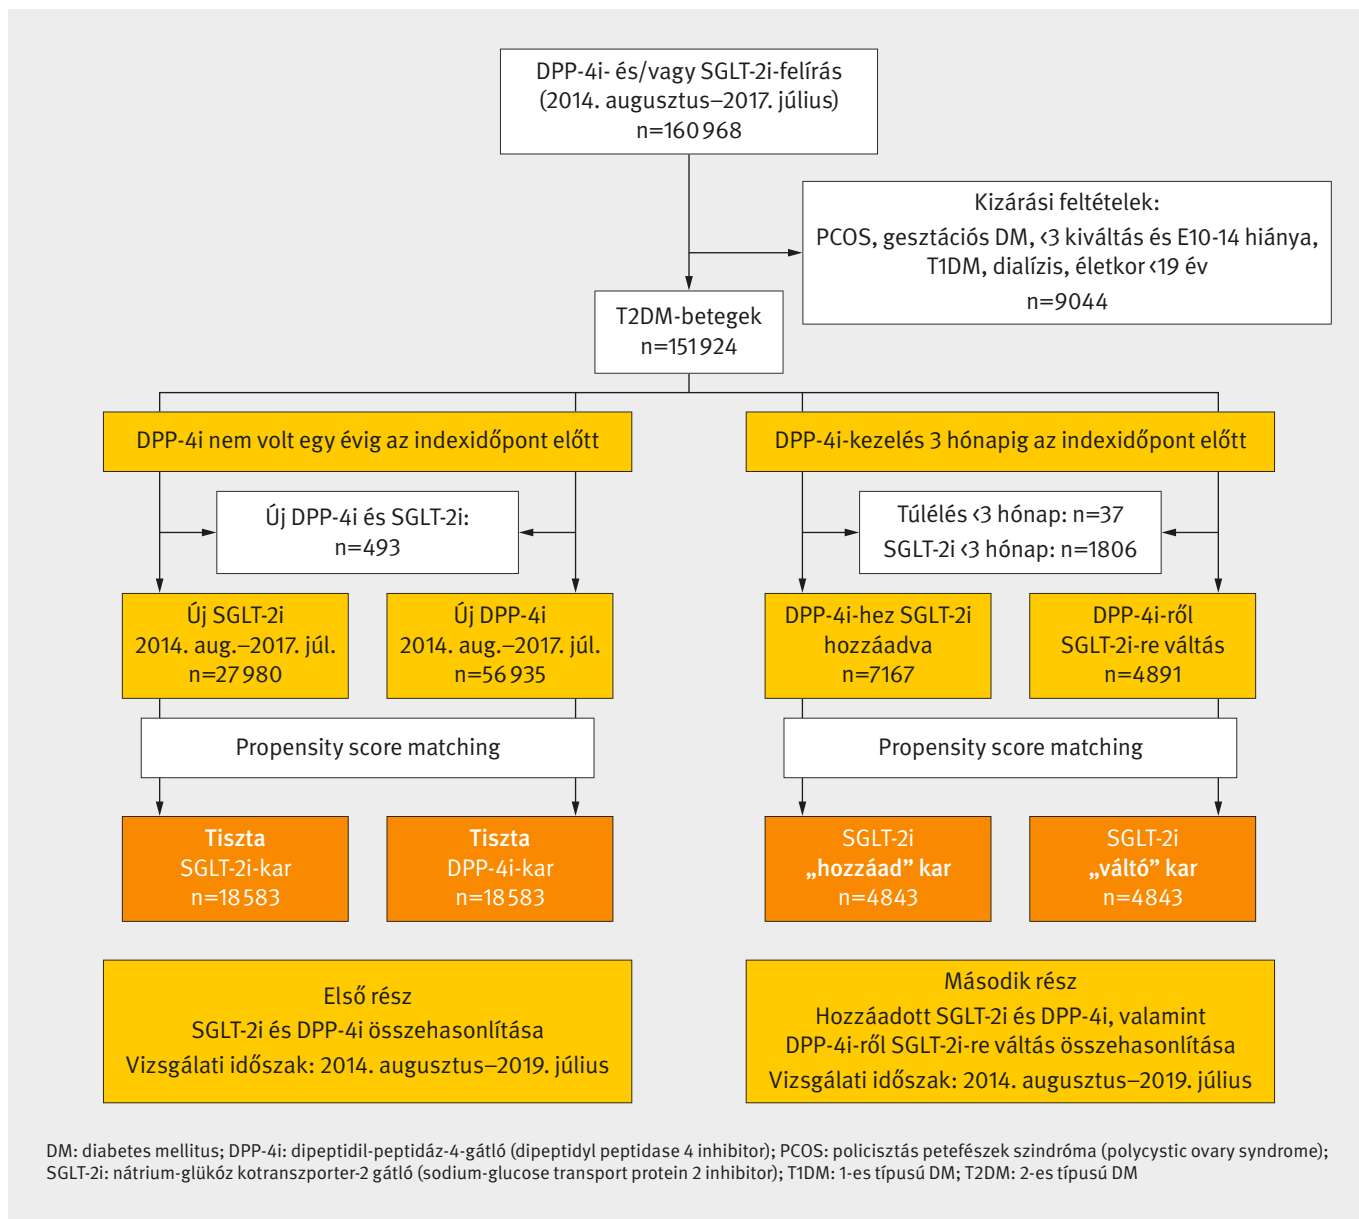 DPP-4i- és/vagy SGLT-2i-felírás
(2014. augusztus–2017. július)
n=160 968
Kizárási feltételek:
PCOS, gesztációs DM, <3 kiváltás és E10-14 hiánya,
T1DM, dialízis, életkor <19 év
n=9044
T2DM-betegek
n=151 924
DPP-4i nem volt egy évig az indexidőpont előtt
DPP-4i-kezelés 3 hónapig az indexidőpont előtt
Új DPP-4i és SGLT-2i:
n=493
Túlélés <3 hónap: n=37
SGLT-2i <3 hónap: n=1806
Új SGLT-2i
2014. aug.–2017. júl.
n=27 980
Új DPP-4i
2014. aug.–2017. júl.
n=56 935
DPP-4i-hez SGLT-2i
hozzáadva
n=7167
DPP-4i-ről
SGLT-2i-re váltás
n=4891
Propensity score matching
Propensity score matching
Tiszta
SGLT-2i-kar
n=18 583
Tiszta
DPP-4i-kar
n=18 583
SGLT-2i
„hozzáad” kar
n=4843
SGLT-2i
„váltó” kar
n=4843
Első rész
SGLT-2i és DPP-4i összehasonlítása
Vizsgálati időszak: 2014. augusztus–2019. július
Második rész
Hozzáadott SGLT-2i és DPP-4i, valamint
DPP-4i-ről SGLT-2i-re váltás összehasonlítása
Vizsgálati időszak: 2014. augusztus–2019. július
DM: diabetes mellitus; DPP-4i: dipeptidil-peptidáz-4-gátló (dipeptidyl peptidase 4 inhibitor); PCOS: policisztás petefészek szindróma (polycystic ovary syndrome);
SGLT-2i: nátrium-glükóz kotranszporter-2 gátló (sodium-glucose transport protein 2 inhibitor); T1DM: 1-es típusú DM; T2DM: 2-es típusú DM